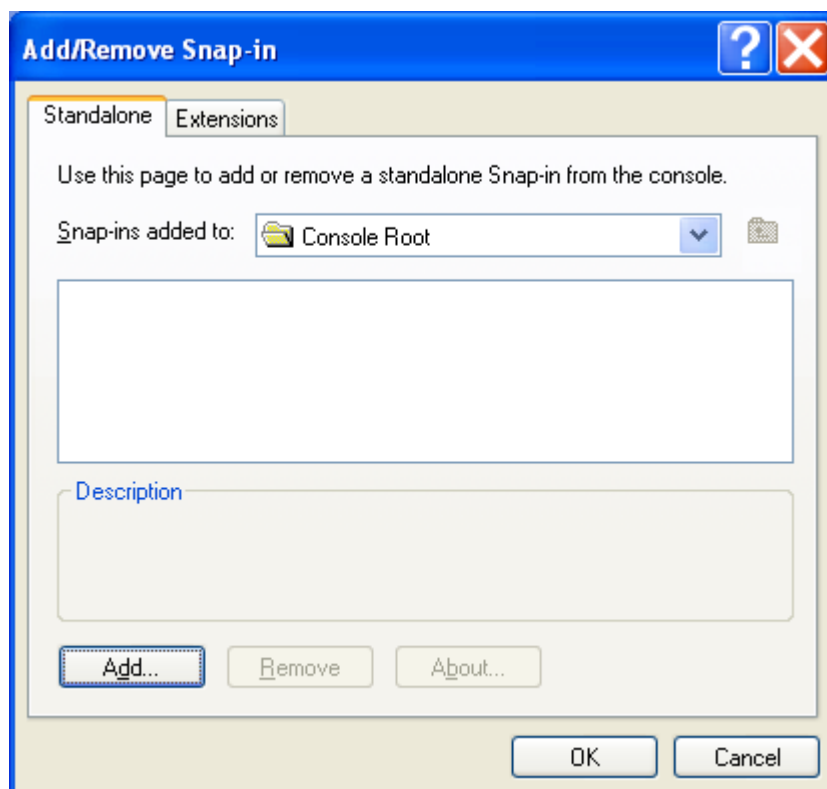 Add/Remove Snap-in
Standalone Extensions
Use this page to add or remove a standalone Snap-in from the console.
Snap-ins added to: Console Root
Description
Add... Remove About...
OK Cancel